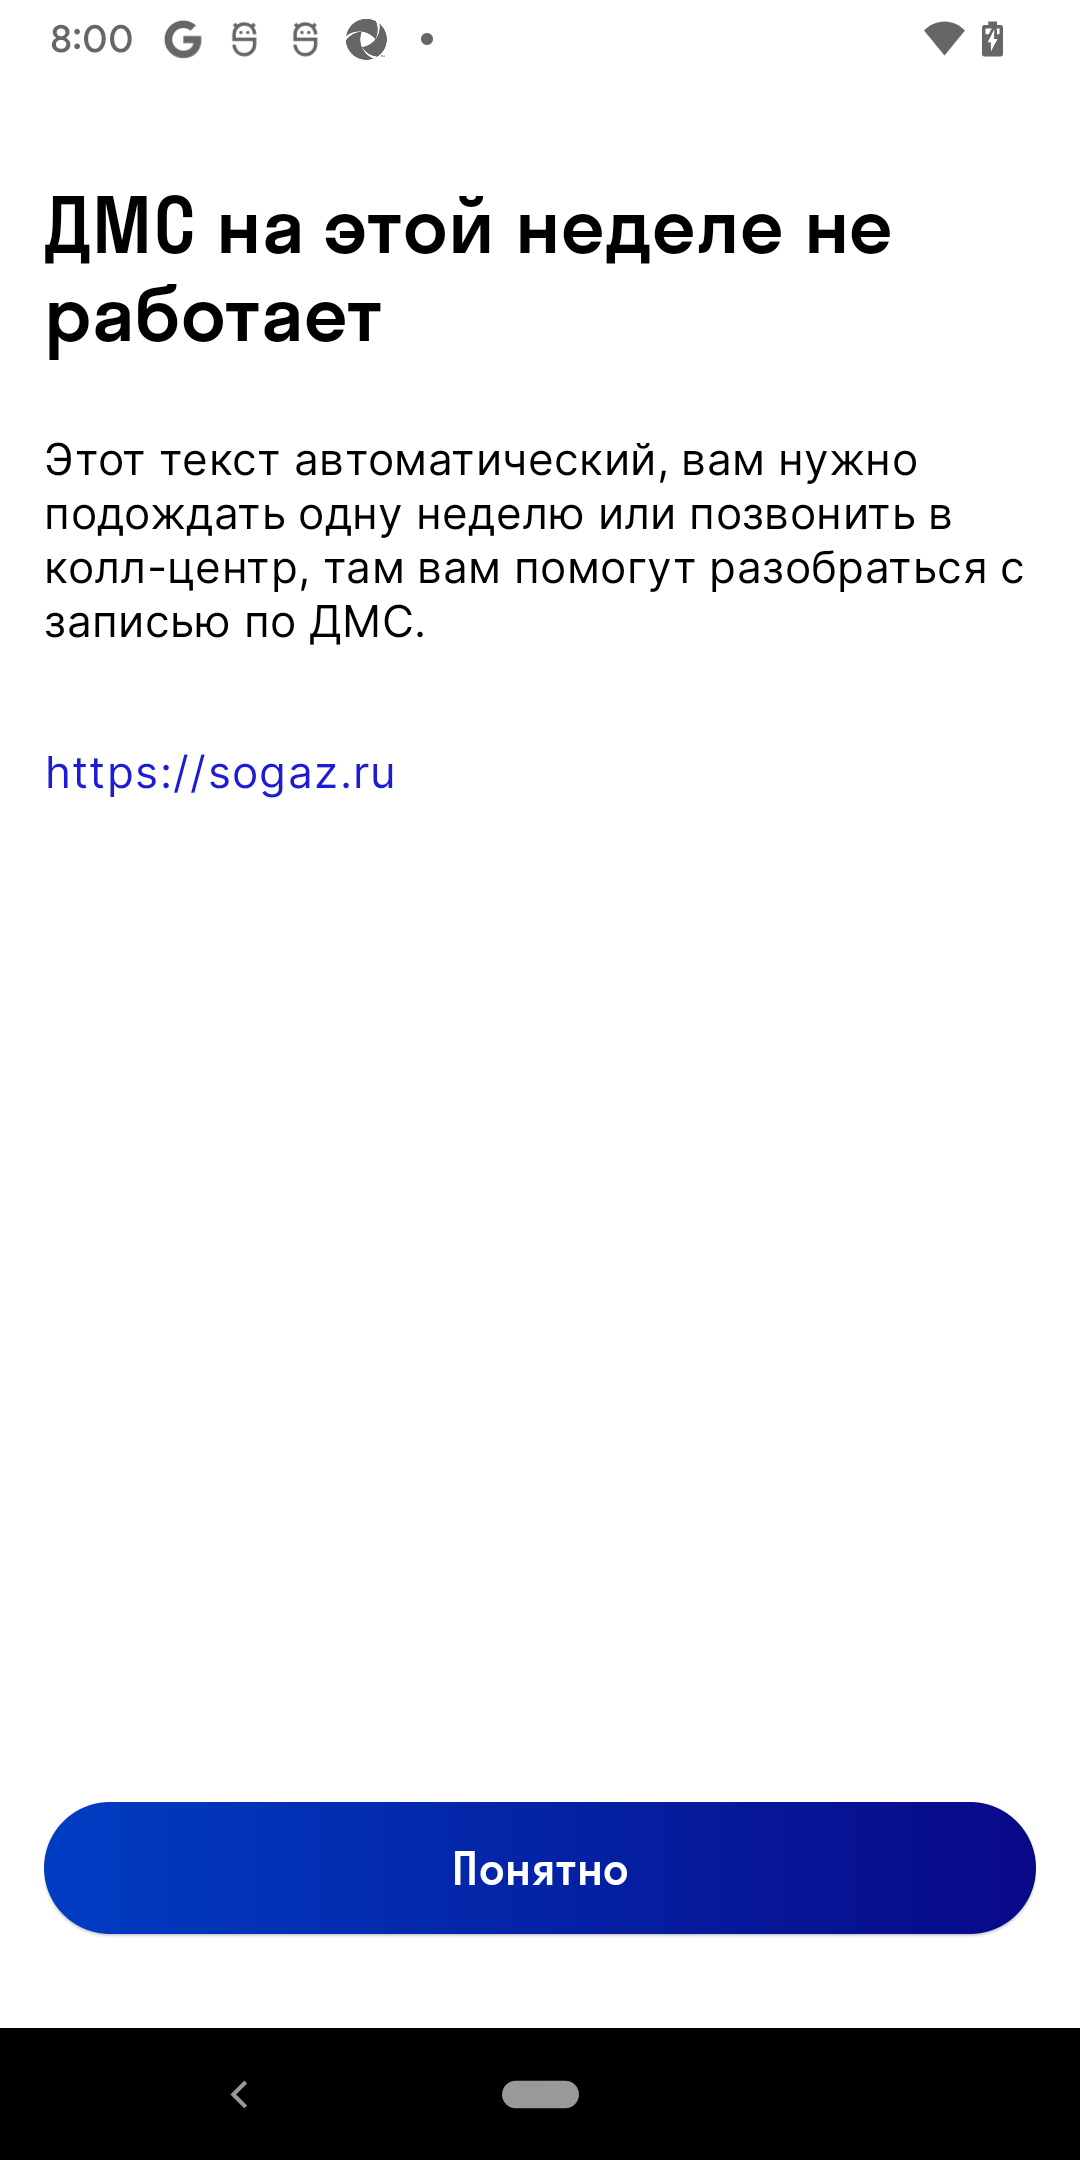 8:00
ДМС на этой неделе не
работает
Этот текст автоматический, вам нужно
подождать одну неделю или позвонить в
колл-центр, там вам помогут разобраться с
записью по ДМС.
https://sogaz.ru
Понятно